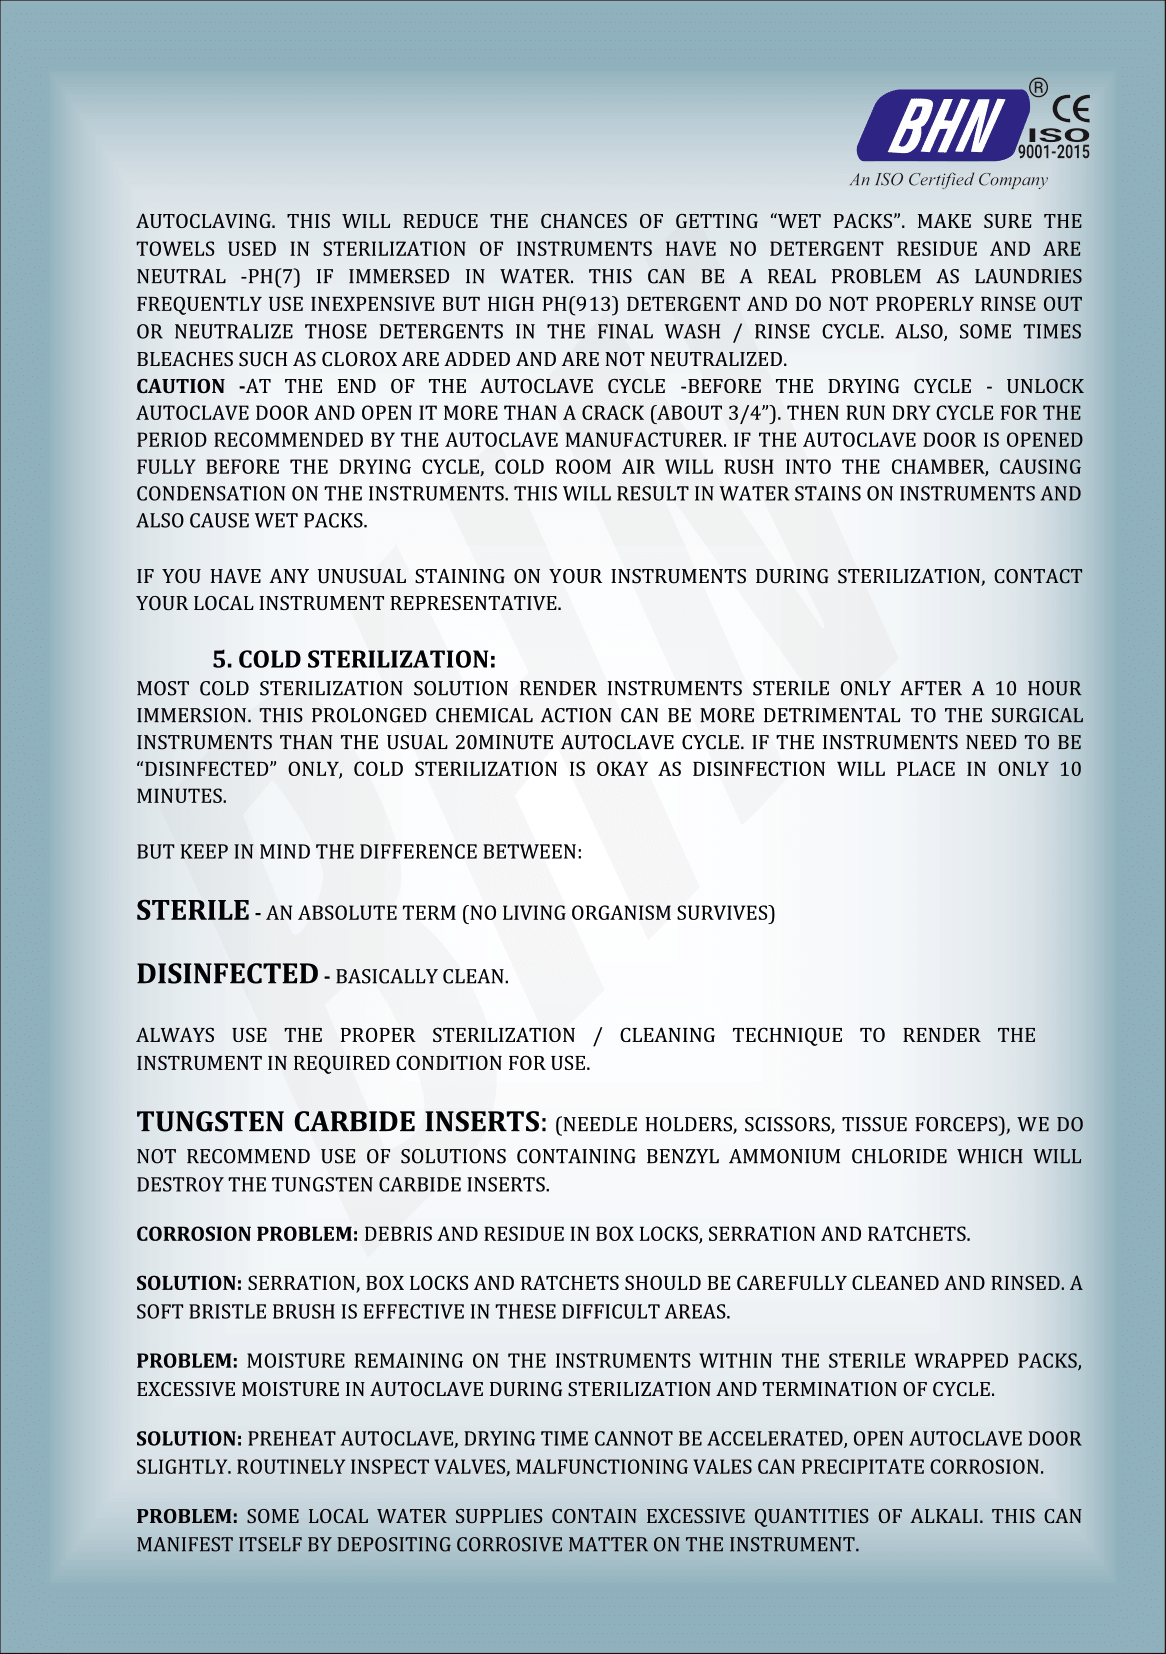 BHN ® CE
ISO
9001-2015
An ISO Certified Company
AUTOCLAVING. THIS WILL REDUCE THE CHANCES OF GETTING “WET PACKS”. MAKE SURE THE
TOWELS USED IN STERILIZATION OF INSTRUMENTS HAVE NO DETERGENT RESIDUE AND ARE
NEUTRAL -PH(7) IF IMMERSED IN WATER. THIS CAN BE A REAL PROBLEM AS LAUNDRIES
FREQUENTLY USE INEXPENSIVE BUT HIGH PH(913) DETERGENT AND DO NOT PROPERLY RINSE OUT
OR NEUTRALIZE THOSE DETERGENTS IN THE FINAL WASH / RINSE CYCLE. ALSO, SOME TIMES
BLEACHES SUCH AS CLOROX ARE ADDED AND ARE NOT NEUTRALIZED.
CAUTION -AT THE END OF THE AUTOCLAVE CYCLE -BEFORE THE DRYING CYCLE - UNLOCK
AUTOCLAVE DOOR AND OPEN IT MORE THAN A CRACK (ABOUT 3/4”). THEN RUN DRY CYCLE FOR THE
PERIOD RECOMMENDED BY THE AUTOCLAVE MANUFACTURER. IF THE AUTOCLAVE DOOR IS OPENED
FULLY BEFORE THE DRYING CYCLE, COLD ROOM AIR WILL RUSH INTO THE CHAMBER, CAUSING
CONDENSATION ON THE INSTRUMENTS. THIS WILL RESULT IN WATER STAINS ON INSTRUMENTS AND
ALSO CAUSE WET PACKS.
IF YOU HAVE ANY UNUSUAL STAINING ON YOUR INSTRUMENTS DURING STERILIZATION, CONTACT
YOUR LOCAL INSTRUMENT REPRESENTATIVE.
5. COLD STERILIZATION:
MOST COLD STERILIZATION SOLUTION RENDER INSTRUMENTS STERILE ONLY AFTER A 10 HOUR
IMMERSION. THIS PROLONGED CHEMICAL ACTION CAN BE MORE DETRIMENTAL TO THE SURGICAL
INSTRUMENTS THAN THE USUAL 20MINUTE AUTOCLAVE CYCLE. IF THE INSTRUMENTS NEED TO BE
“DISINFECTED” ONLY, COLD STERILIZATION IS OKAY AS DISINFECTION WILL PLACE IN ONLY 10
MINUTES.
BUT KEEP IN MIND THE DIFFERENCE BETWEEN:
STERILE - AN ABSOLUTE TERM (NO LIVING ORGANISM SURVIVES)
DISINFECTED - BASICALLY CLEAN.
ALWAYS USE THE PROPER STERILIZATION / CLEANING TECHNIQUE TO RENDER THE
INSTRUMENT IN REQUIRED CONDITION FOR USE.
TUNGSTEN CARBIDE INSERTS: (NEEDLE HOLDERS, SCISSORS, TISSUE FORCEPS), WE DO
NOT RECOMMEND USE OF SOLUTIONS CONTAINING BENZYL AMMONIUM CHLORIDE WHICH WILL
DESTROY THE TUNGSTEN CARBIDE INSERTS.
CORROSION PROBLEM: DEBRIS AND RESIDUE IN BOX LOCKS, SERRATION AND RATCHETS.
SOLUTION: SERRATION, BOX LOCKS AND RATCHETS SHOULD BE CAREFULLY CLEANED AND RINSED. A
SOFT BRISTLE BRUSH IS EFFECTIVE IN THESE DIFFICULT AREAS.
PROBLEM: MOISTURE REMAINING ON THE INSTRUMENTS WITHIN THE STERILE WRAPPED PACKS,
EXCESSIVE MOISTURE IN AUTOCLAVE DURING STERILIZATION AND TERMINATION OF CYCLE.
SOLUTION: PREHEAT AUTOCLAVE, DRYING TIME CANNOT BE ACCELERATED, OPEN AUTOCLAVE DOOR
SLIGHTLY. ROUTINELY INSPECT VALVES, MALFUNCTIONING VALES CAN PRECIPITATE CORROSION.
PROBLEM: SOME LOCAL WATER SUPPLIES CONTAIN EXCESSIVE QUANTITIES OF ALKALI. THIS CAN
MANIFEST ITSELF BY DEPOSITING CORROSIVE MATTER ON THE INSTRUMENT.